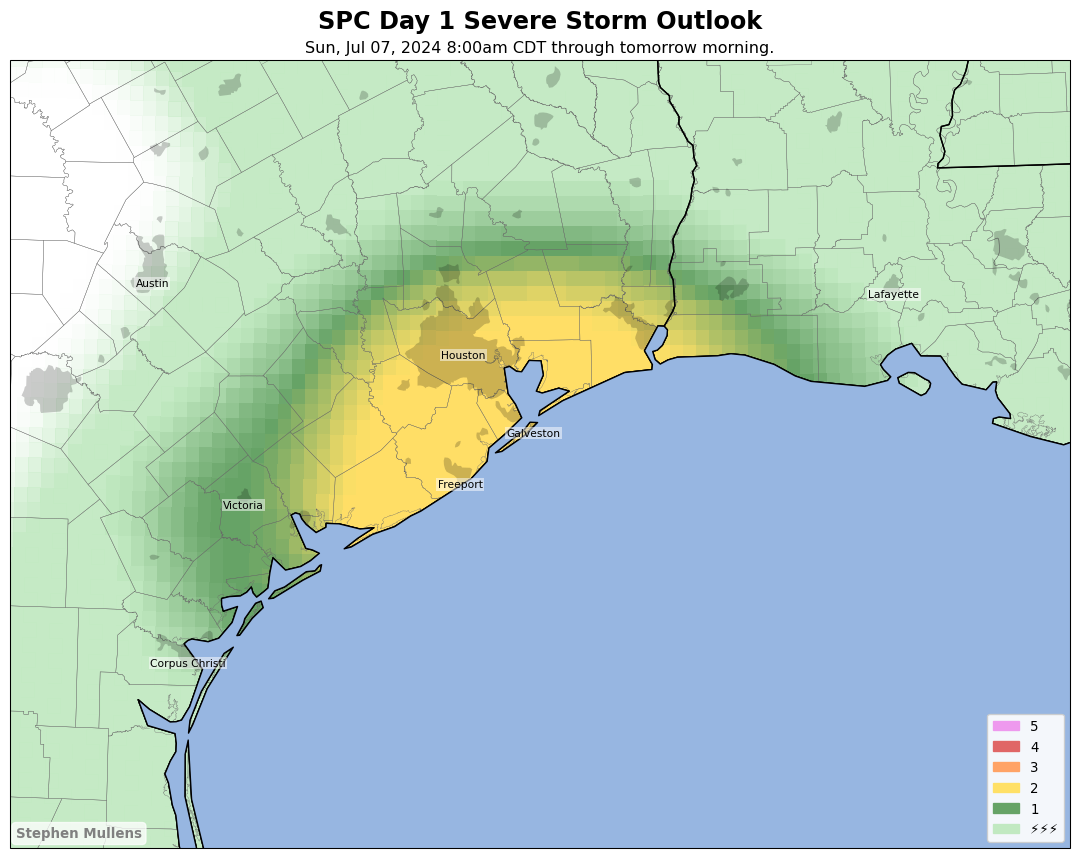 SPC Day 1 Severe Storm Outlook
Sun, Jul 07, 2024 8:00am CDT through tomorrow morning.
Austin
Lafayette
Houston
Galveston
Freeport
Victoria
Corpus Christi
5
4
3
2
1
⚡⚡⚡
Stephen Mullens